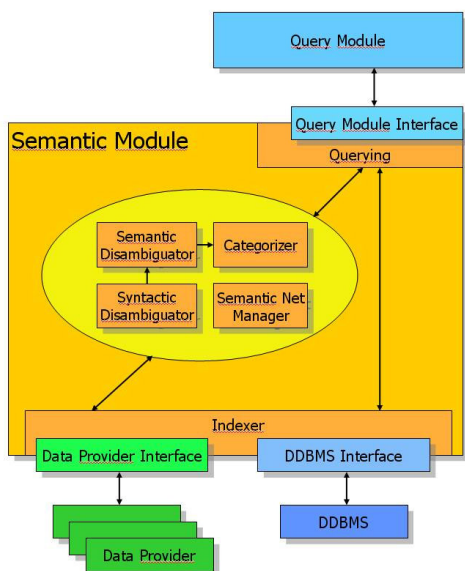 Query Module
Query Module Interface
Semantic Module
Querying
Semantic
Disambiguator
Categorizer
Syntactic
Disambiguator
Semantic Net
Manager
Indexer
Data Provider Interface
DDBMS Interface
DDBMS
Data Provider